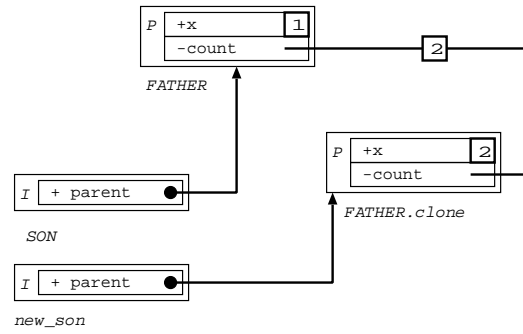 P +x 1
-count 2
FATHER
P +x 2
-count
FATHER.clone
I + parent
SON
I + parent
new_son